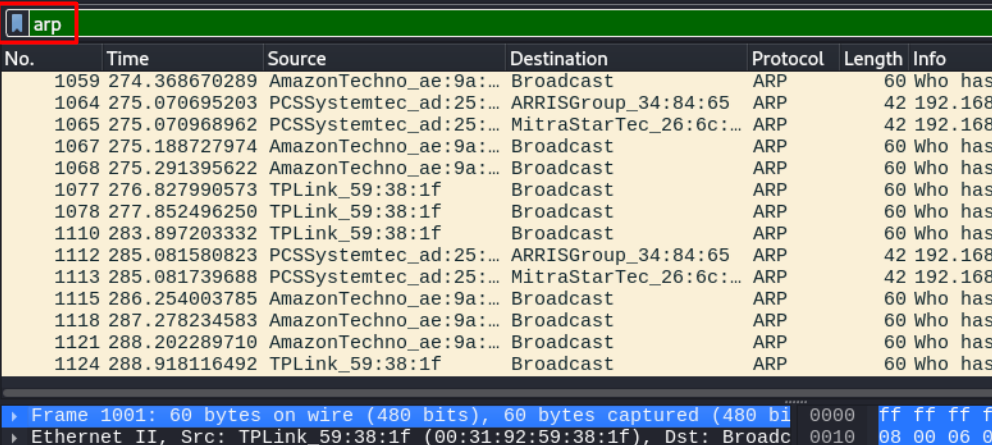 arp
No. Time Source Destination Protocol Length Info
1059 274.368670289 AmazonTechno_ae:9a:… Broadcast ARP 60 Who has
1064 275.070695203 PCSSystemtec_ad:25:… ARRISGroup_34:84:65 ARP 42 192.168
1065 275.070968962 PCSSystemtec_ad:25:… MitraStarTec_26:6c:… ARP 42 192.168
1067 275.188727974 AmazonTechno_ae:9a:… Broadcast ARP 60 Who has
1068 275.291395622 AmazonTechno_ae:9a:… Broadcast ARP 60 Who has
1077 276.827990573 TPLink_59:38:1f Broadcast ARP 60 Who has
1078 277.852496250 TPLink_59:38:1f Broadcast ARP 60 Who has
1110 283.897203332 TPLink_59:38:1f Broadcast ARP 60 Who has
1112 285.081580823 PCSSystemtec_ad:25:… ARRISGroup_34:84:65 ARP 42 192.168
1113 285.081739688 PCSSystemtec_ad:25:… MitraStarTec_26:6c:… ARP 42 192.168
1115 286.254003785 AmazonTechno_ae:9a:… Broadcast ARP 60 Who has
1118 287.278234583 AmazonTechno_ae:9a:… Broadcast ARP 60 Who has
1121 288.202289710 AmazonTechno_ae:9a:… Broadcast ARP 60 Who has
1124 288.918116492 TPLink_59:38:1f Broadcast ARP 60 Who has
Frame 1001: 60 bytes on wire (480 bits), 60 bytes captured (480 bi 0000 ff ff ff f
Ethernet II, Src: TPLink_59:38:1f (00:31:92:59:38:1f), Dst: Broadc 0010 08 00 06 0